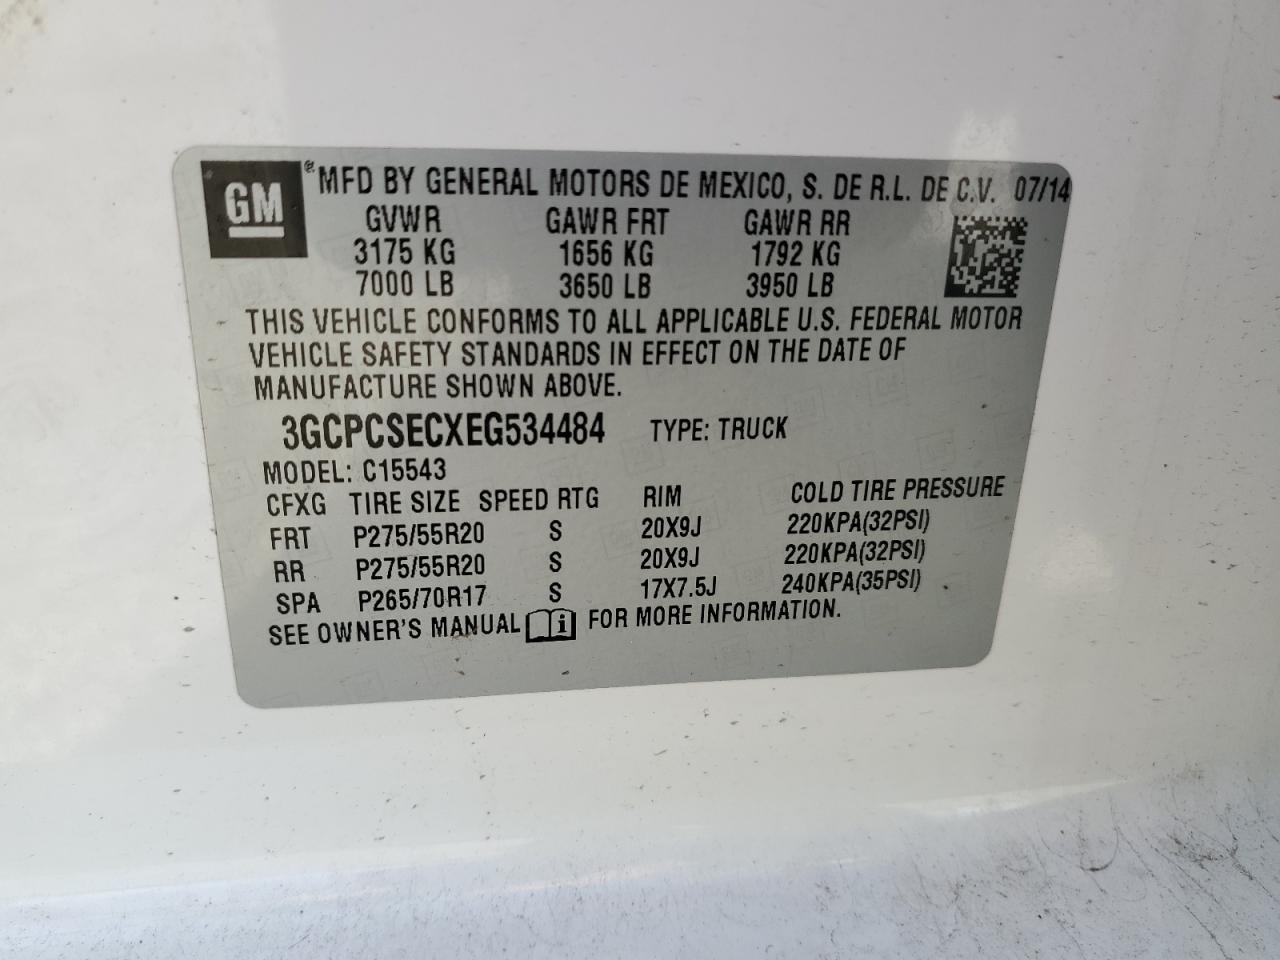 GM ® MFD BY GENERAL MOTORS DE MEXICO, S. DE R.L. DE C.V. 07/14
GVWR GAWR FRT GAWR RR
3175 KG 1656 KG 1792 KG
7000 LB 3650 LB 3950 LB
THIS VEHICLE CONFORMS TO ALL APPLICABLE U.S. FEDERAL MOTOR
VEHICLE SAFETY STANDARDS IN EFFECT ON THE DATE OF
MANUFACTURE SHOWN ABOVE.
3GCPCSECXEG534484 TYPE: TRUCK
MODEL: C15543
CFXG TIRE SIZE SPEED RTG RIM COLD TIRE PRESSURE
FRT P275/55R20 S 20X9J 220KPA(32PSI)
RR P275/55R20 S 20X9J 220KPA(32PSI)
SPA P265/70R17 S 17X7.5J 240KPA(35PSI)
SEE OWNER'S MANUAL i FOR MORE INFORMATION.